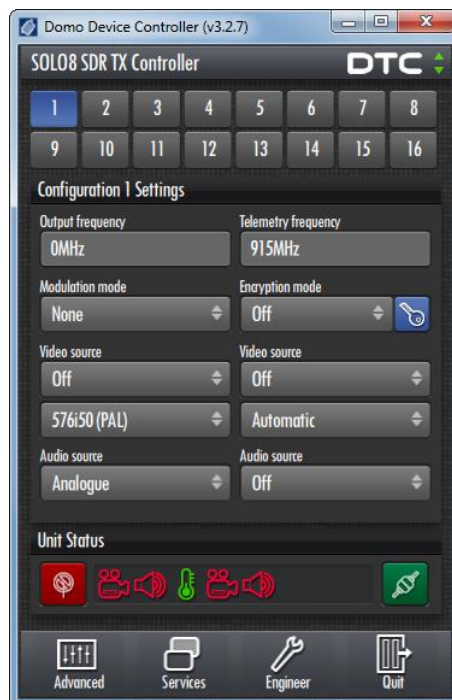 Domo Device Controller (v3.2.7)
SOLO8 SDR TX Controller DTC
1 2 3 4 5 6 7 8
9 10 11 12 13 14 15 16
Configuration 1 Settings
Output frequency Telemetry frequency
0MHz 915MHz
Modulation mode Encryption mode
None Off
Video source Video source
Off Off
576i50 (PAL) Automatic
Audio source Audio source
Analogue Off
Unit Status
Advanced Services Engineer Quit